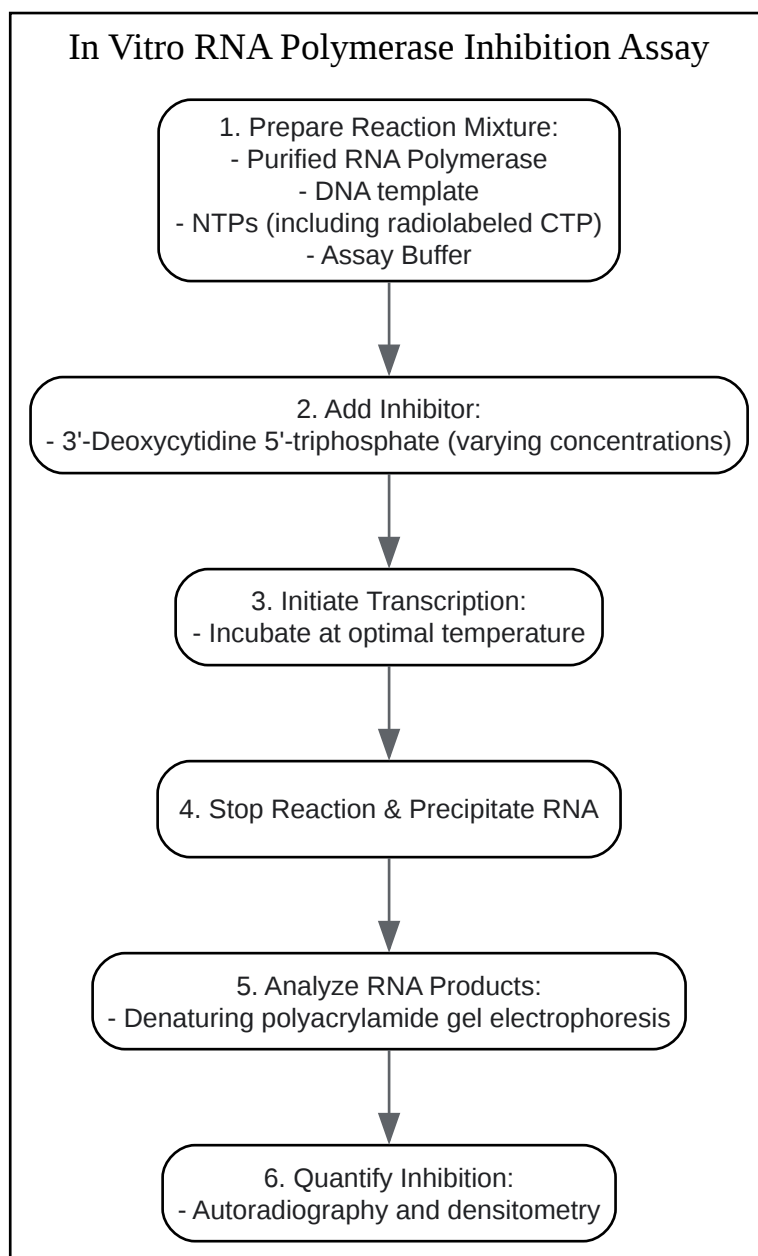 In Vitro RNA Polymerase Inhibition Assay
1. Prepare Reaction Mixture:
- Purified RNA Polymerase
- DNA template
- NTPs (including radiolabeled CTP)
- Assay Buffer
2. Add Inhibitor:
- 3'-Deoxycytidine 5'-triphosphate (varying concentrations)
3. Initiate Transcription:
- Incubate at optimal temperature
4. Stop Reaction & Precipitate RNA
5. Analyze RNA Products:
- Denaturing polyacrylamide gel electrophoresis
6. Quantify Inhibition:
- Autoradiography and densitometry